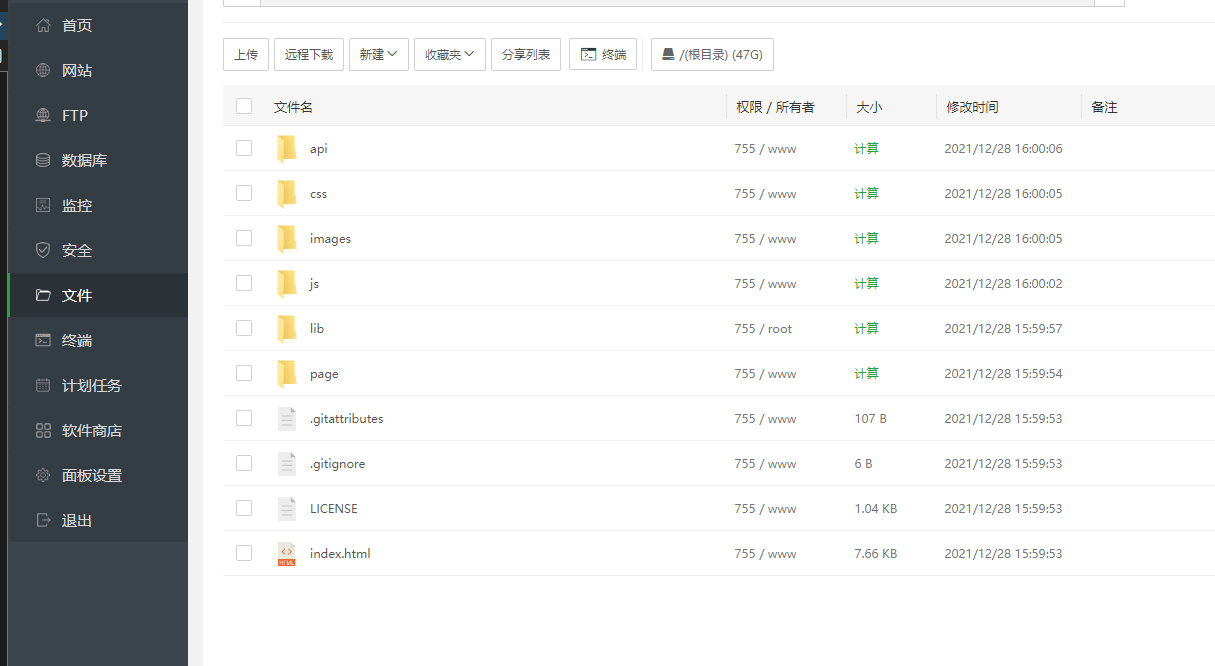 首页
网站
FTP
数据库
监控
安全
文件
终端
计划任务
软件商店
面板设置
退出
上传 远程下载 新建 收藏夹 分享列表 终端 /(根目录) (47G)
文件名 权限 / 所有者 大小 修改时间 备注
api 755 / www 计算 2021/12/28 16:00:06
css 755 / www 计算 2021/12/28 16:00:05
images 755 / www 计算 2021/12/28 16:00:05
js 755 / www 计算 2021/12/28 16:00:02
lib 755 / root 计算 2021/12/28 15:59:57
page 755 / www 计算 2021/12/28 15:59:54
.gitattributes 755 / www 107 B 2021/12/28 15:59:53
.gitignore 755 / www 6 B 2021/12/28 15:59:53
LICENSE 755 / www 1.04 KB 2021/12/28 15:59:53
HTML index.html 755 / www 7.66 KB 2021/12/28 15:59:53